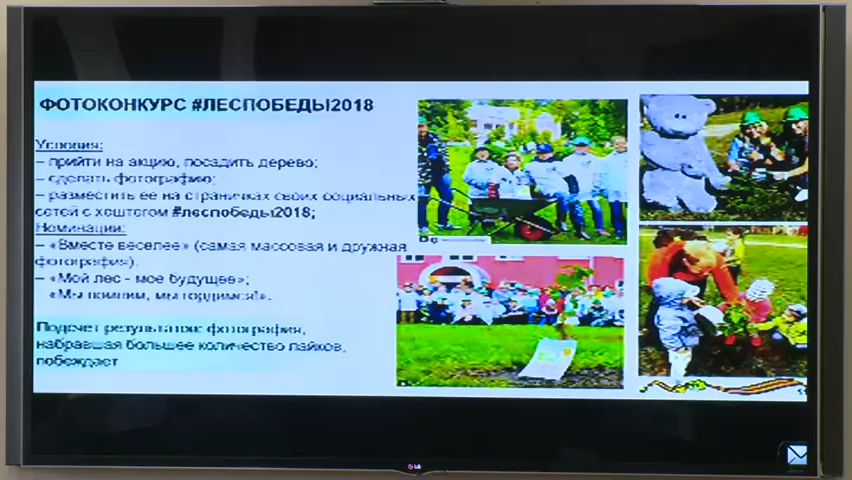 ФОТОКОНКУРС #ЛЕСПОБЕДЫ2018
Условия:
– прийти на акцию, посадить дерево;
– сделать фотографию;
– разместить ее на страничках своих социальных
сетей с хештегом #леспобеды2018;
Номинации:
– «Вместе веселее» (самая массовая и дружная
фотография);
– «Мой лес - мое будущее»;
«Мы помним, мы гордимся!».
Подсчет результатов: фотография,
набравшая большее количество лайков,
побеждает
LG